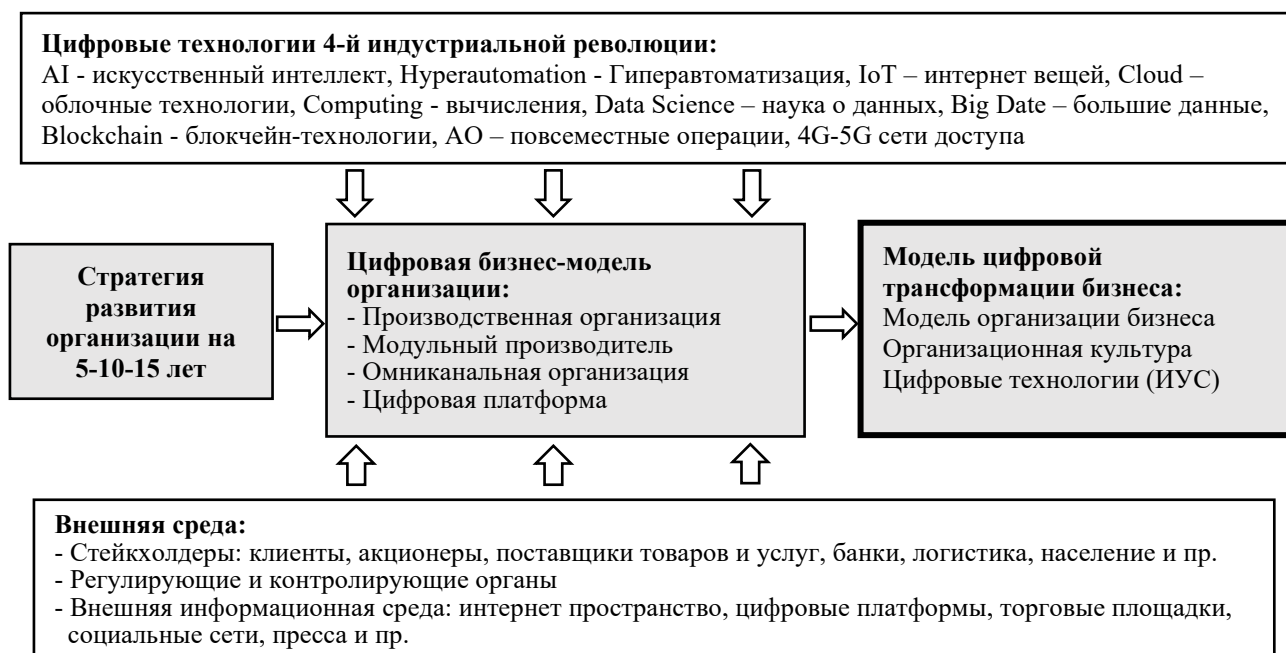 Цифровые технологии 4-й индустриальной революции:
AI - искусственный интеллект, Hyperautomation - Гиперавтоматизация, IoT – интернет вещей, Cloud –
облочные технологии, Computing - вычисления, Data Science – наука о данных, Big Date – большие данные,
Blockchain - блокчейн-технологии, АО – повсеместные операции, 4G-5G сети доступа
Стратегия
развития
организации на
5-10-15 лет
Цифровая бизнес-модель
организации:
- Производственная организация
- Модульный производитель
- Омниканальная организация
- Цифровая платформа
Модель цифровой
трансформации бизнеса:
Модель организации бизнеса
Организационная культура
Цифровые технологии (ИУС)
Внешняя среда:
- Стейкхолдеры: клиенты, акционеры, поставщики товаров и услуг, банки, логистика, население и пр.
- Регулирующие и контролирующие органы
- Внешняя информационная среда: интернет пространство, цифровые платформы, торговые площадки,
социальные сети, пресса и пр.